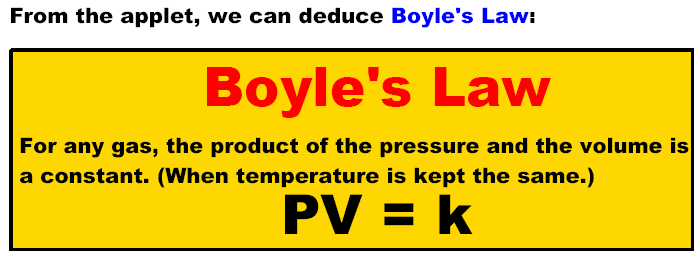 From the applet, we can deduce Boyle's Law:
Boyle's Law
For any gas, the product of the pressure and the volume is
a constant. (When temperature is kept the same.)
PV = k